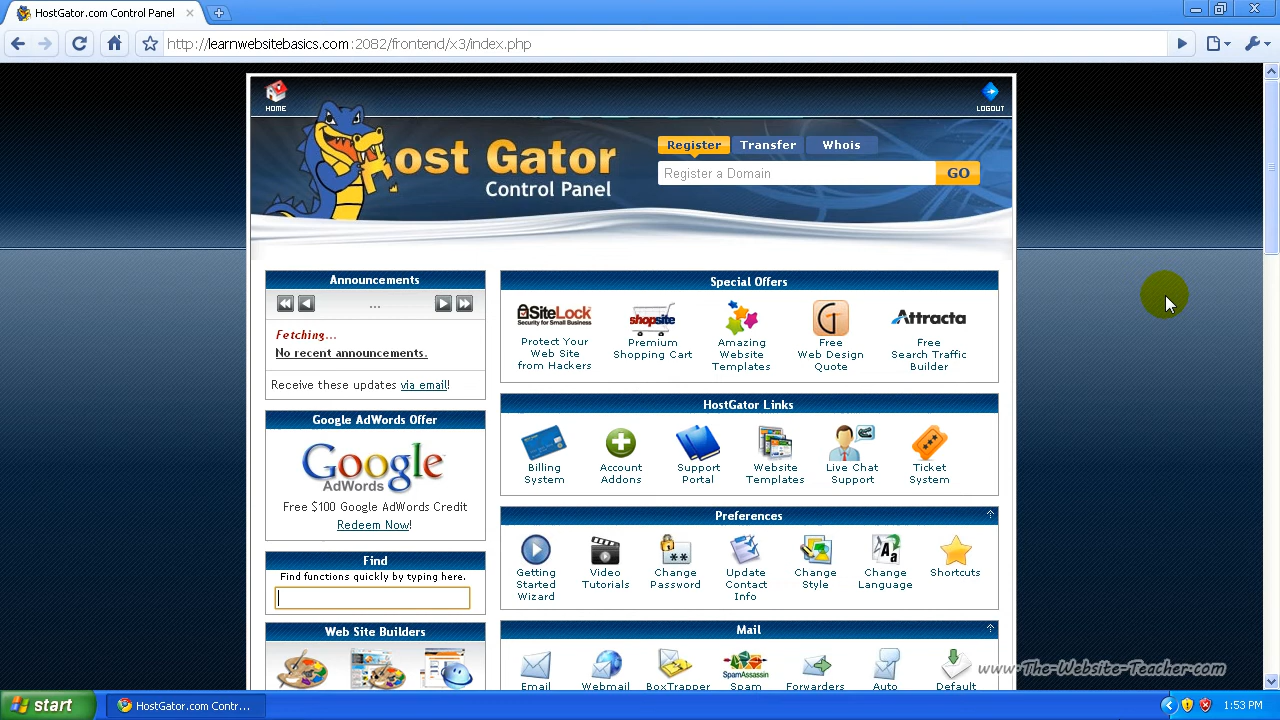 HostGator.com Control Panel
http://learnwebsitebasics.com:2082/frontend/x3/index.php
HOME
LOGOUT
Host Gator
Control Panel
Register Transfer Whois
Register a Domain GO
Announcements
...
Fetching...
No recent announcements.
Receive these updates via email!
Google AdWords Offer
Google
AdWords
Free $100 Google AdWords Credit
Redeem Now!
Find
Find functions quickly by typing here.
Web Site Builders
Special Offers
SiteLock
Security for Small Business
Protect Your
Web Site
from Hackers
shopsite
Premium
Shopping Cart
Amazing
Website
Templates
Free
Web Design
Quote
Attracta
Free
Search Traffic
Builder
HostGator Links
Billing
System
Account
Addons
Support
Portal
Website
Templates
Live Chat
Support
Ticket
System
Preferences
Getting
Started
Wizard
Video
Tutorials
Change
Password
Update
Contact
Info
Change
Style
Change
Language
Shortcuts
Mail
Email
Webmail
BoxTrapper
SpamAssassin
Spam
Forwarders
Auto
Default
www.The-Website-Teacher.com
start
HostGator.com Contr...
1:53 PM